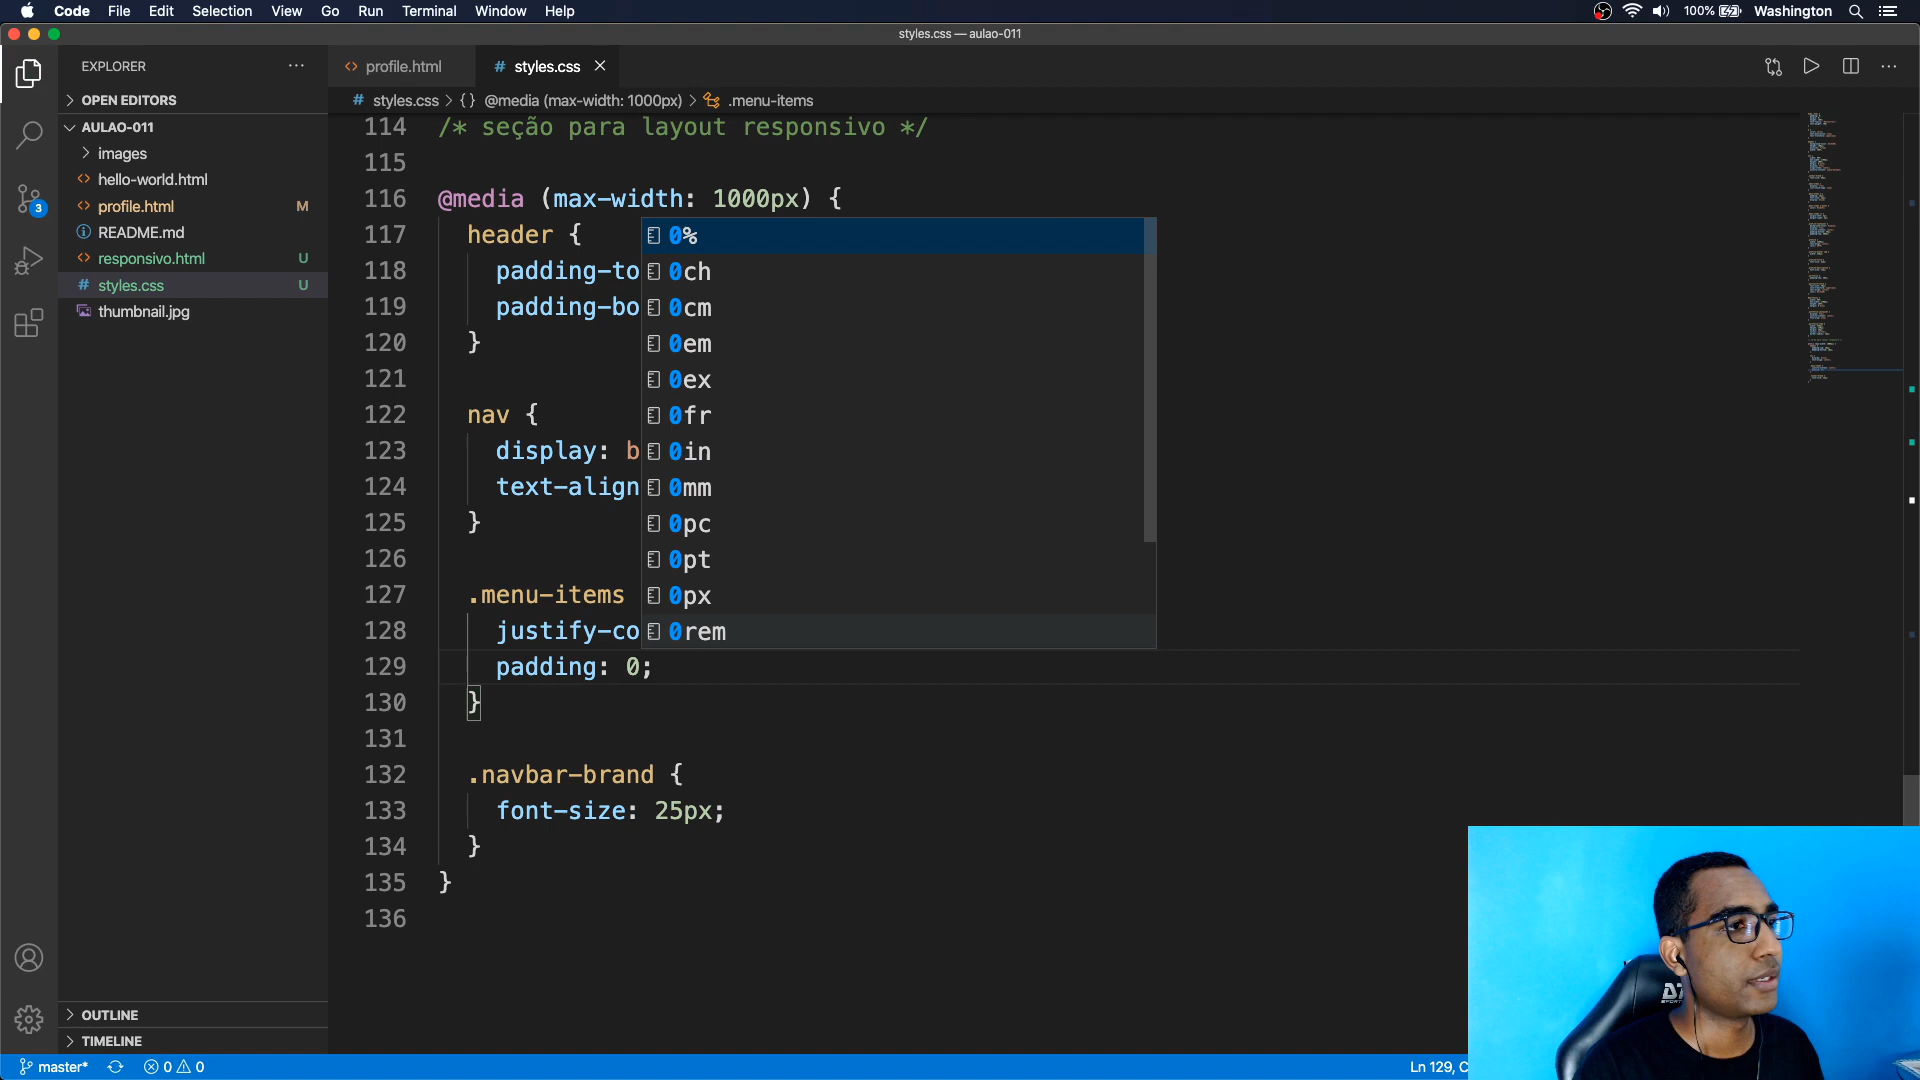 Code File Edit Selection View Go Run Terminal Window Help 100% Washington
styles.css — aulao-011
EXPLORER
profile.html
# styles.css
OPEN EDITORS
# styles.css > {} @media (max-width: 1000px) > .menu-items
AULAO-011
images
hello-world.html
profile.html M
README.md
responsivo.html U
# styles.css U
thumbnail.jpg
3
114 /* seção para layout responsivo */
115
116 @media (max-width: 1000px) {
117 header {
118 padding-to
119 padding-bo
120 }
121
122 nav {
123 display: b
124 text-align
125 }
126
127 .menu-items
128 justify-co
129 padding: 0;
130 }
131
132 .navbar-brand {
133 font-size: 25px;
134 }
135 }
136
0%
0ch
0cm
0em
0ex
0fr
0in
0mm
0pc
0pt
0px
0rem
OUTLINE
TIMELINE
master* 0 0 Ln 129, C